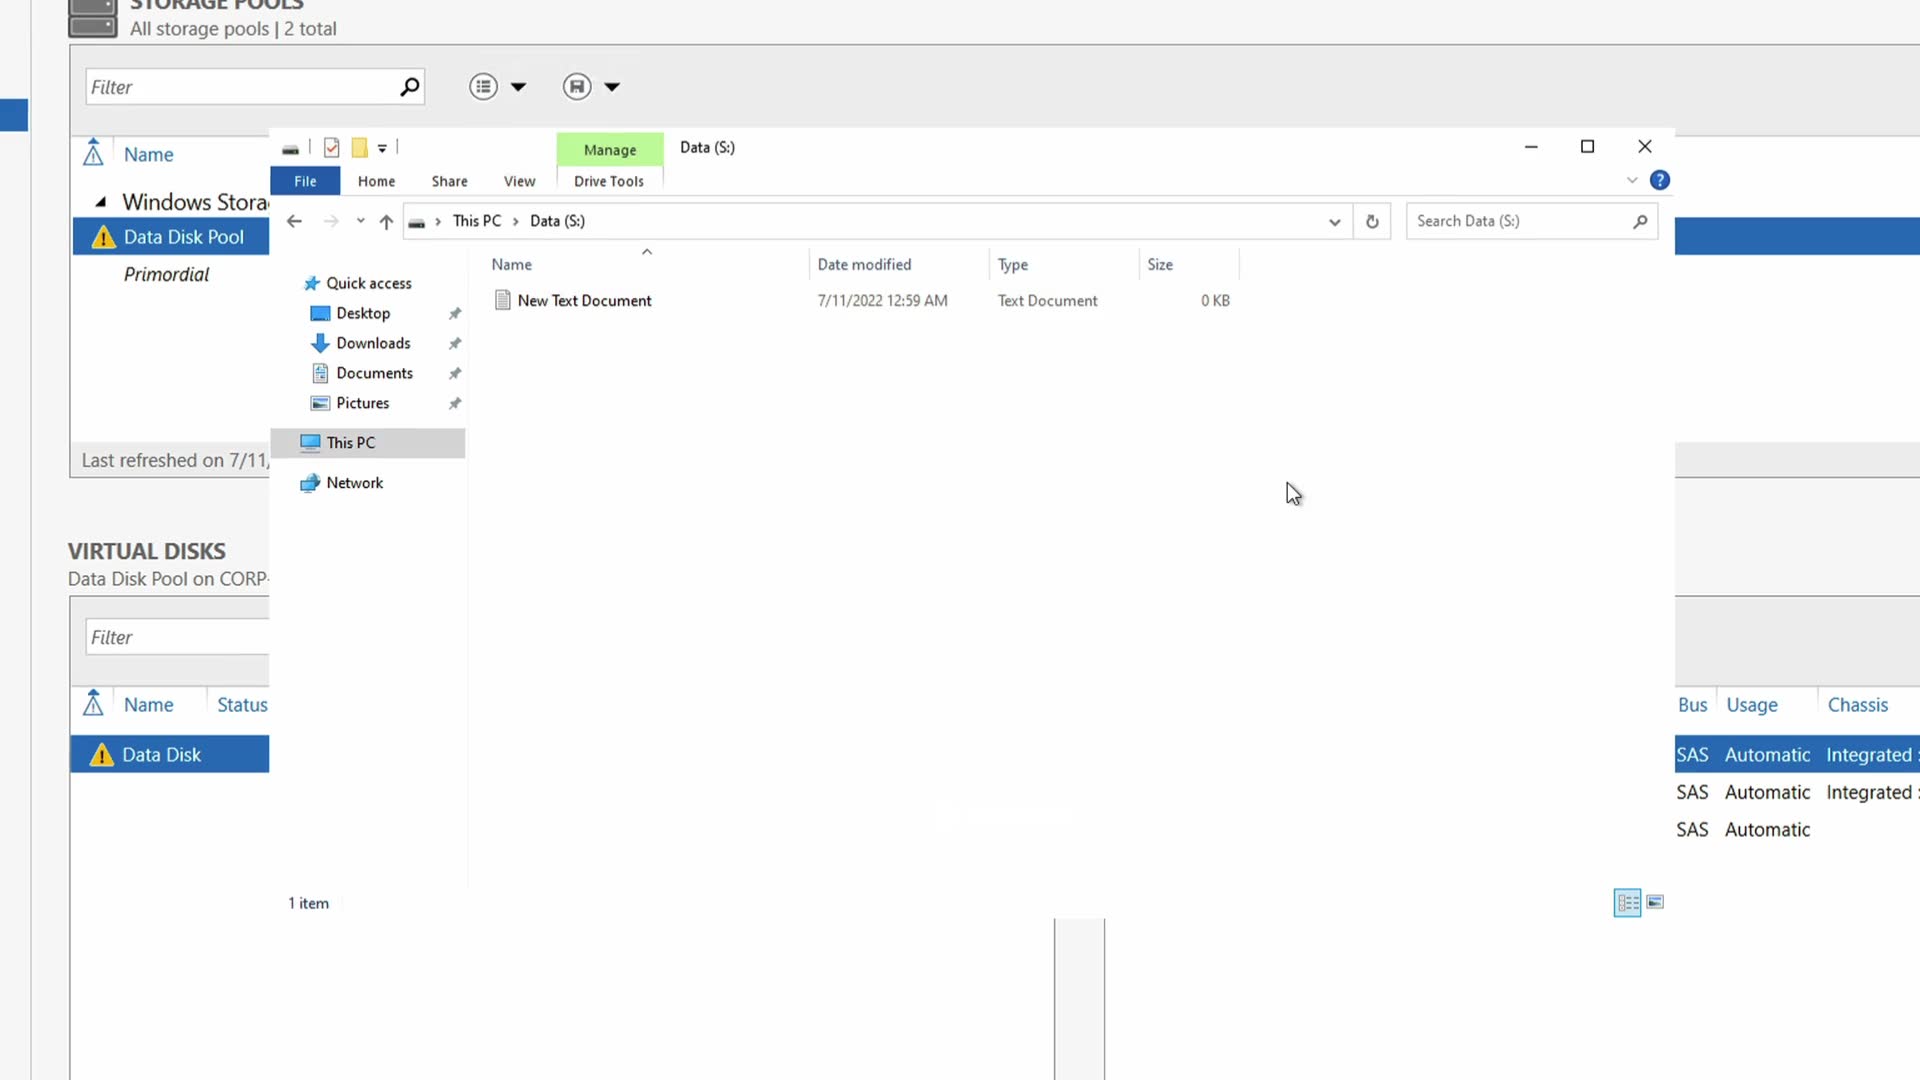 STORAGE POOLS
All storage pools | 2 total
Filter
Name
Windows Stora
Data Disk Pool
Primordial
Last refreshed on 7/11/
Manage
Data (S:)
File
Home
Share
View
Drive Tools
This PC
Data (S:)
Search Data (S:)
Quick access
Desktop
Downloads
Documents
Pictures
This PC
Network
Name
Date modified
Type
Size
New Text Document
7/11/2022 12:59 AM
Text Document
0 KB
1 item
VIRTUAL DISKS
Data Disk Pool on CORP-
Filter
Name
Status
Data Disk
Bus
Usage
Chassis
SAS
Automatic
Integrated :
SAS
Automatic
Integrated :
SAS
Automatic